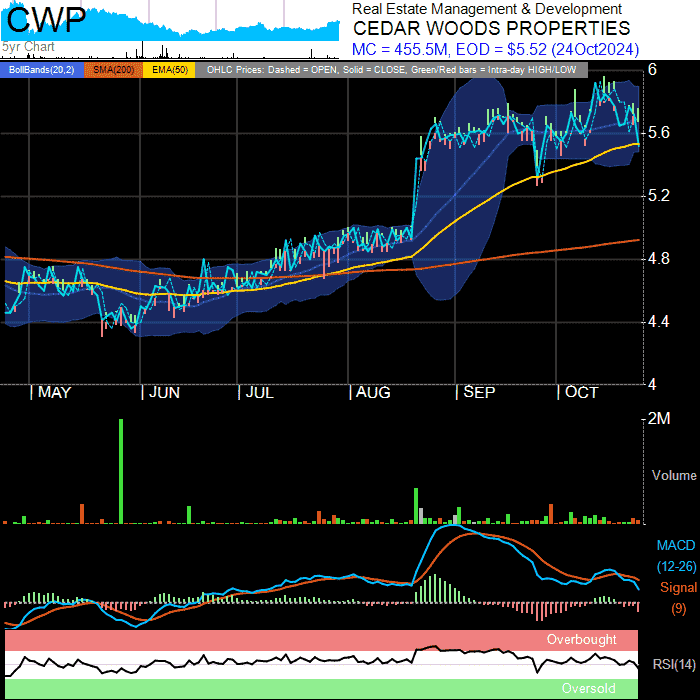 CWP
5yr Chart
Real Estate Management & Development
CEDAR WOODS PROPERTIES
MC = 455.5M, EOD = $5.52 (24Oct2024)
BollBands(20,2) SMA(200) EMA(50) OHLC Prices: Dashed = OPEN, Solid = CLOSE, Green/Red bars = Intra-day HIGH/LOW
6
5.6
5.2
4.8
4.4
4
MAY JUN JUL AUG SEP OCT
2M
Volume
MACD
(12-26)
Signal
(9)
Overbought
RSI(14)
Oversold